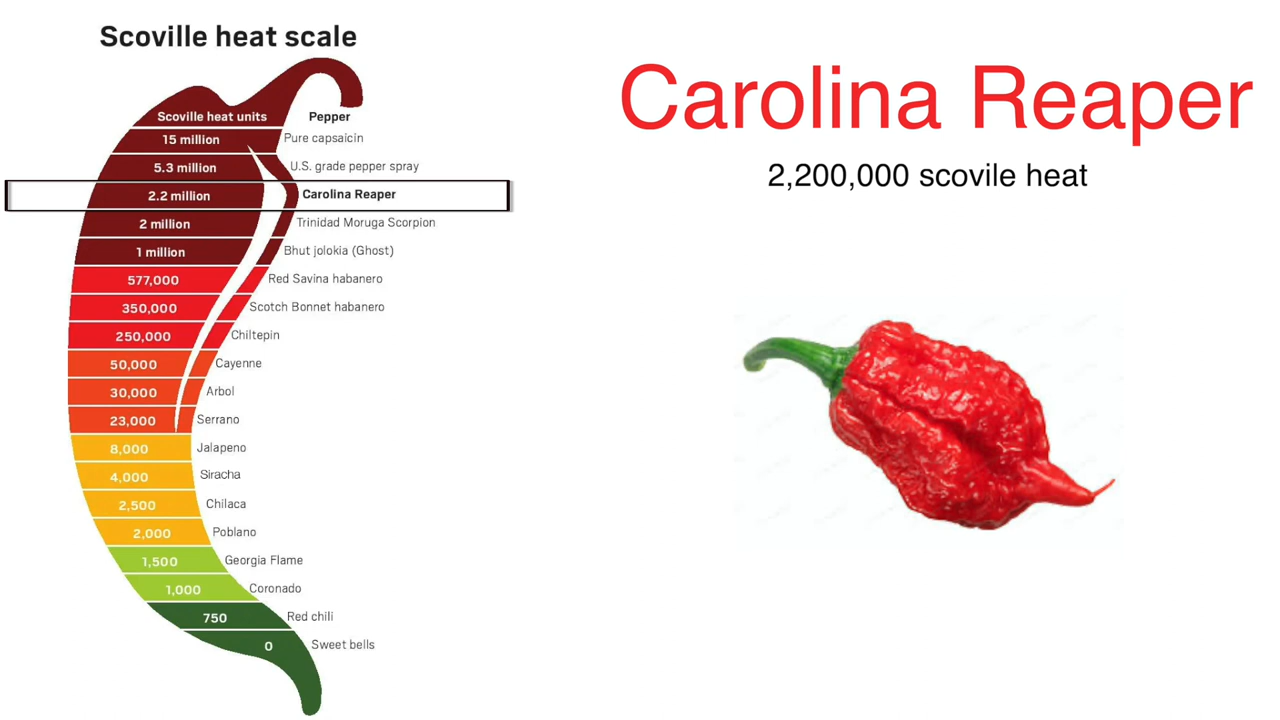 Scoville heat scale
Scoville heat units Pepper
15 million Pure capsaicin
5.3 million U.S. grade pepper spray
2.2 million Carolina Reaper
2 million Trinidad Moruga Scorpion
1 million Bhut jolokia (Ghost)
577,000 Red Savina habanero
350,000 Scotch Bonnet habanero
250,000 Chiltepin
50,000 Cayenne
30,000 Arbol
23,000 Serrano
8,000 Jalapeno
4,000 Siracha
2,500 Chilaca
2,000 Poblano
1,500 Georgia Flame
1,000 Coronado
750 Red chili
0 Sweet bells
Carolina Reaper
2,200,000 scovile heat